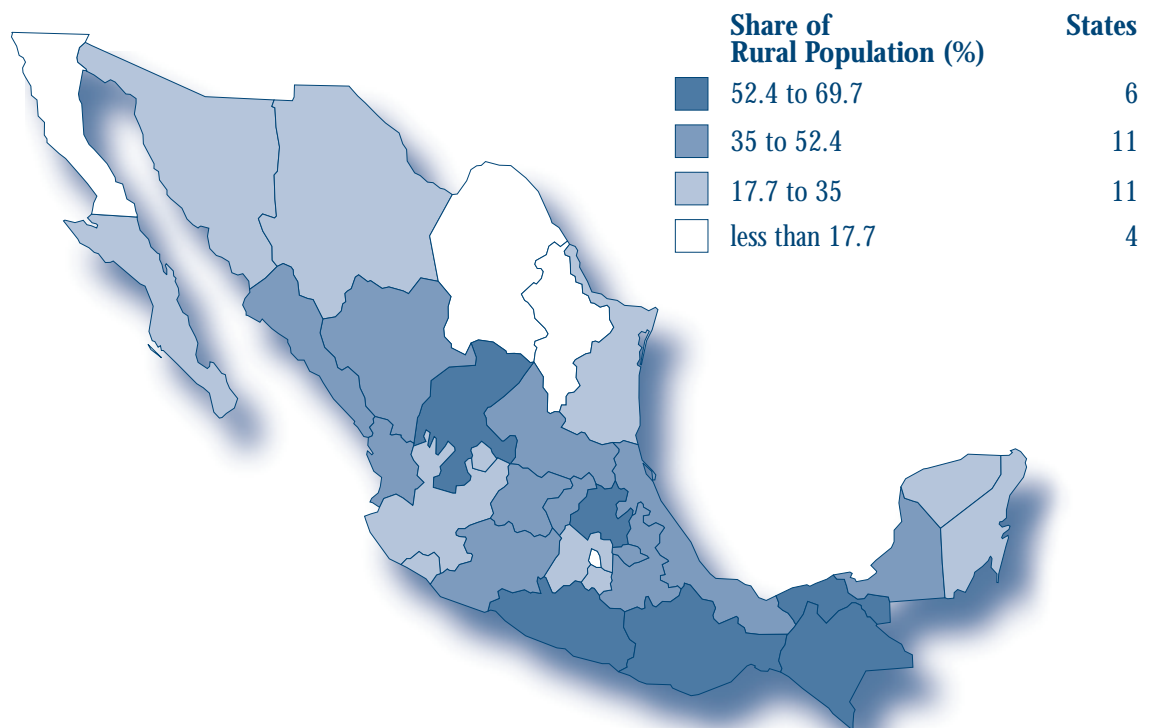 Share of
Rural Population (%) States
52.4 to 69.7 6
35 to 52.4 11
17.7 to 35 11
less than 17.7 4